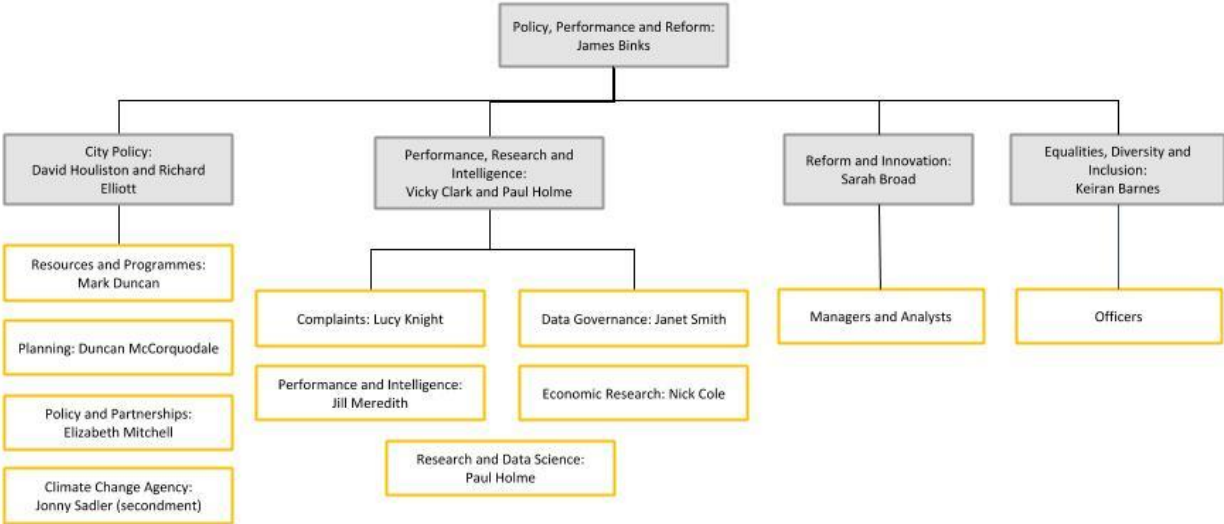 Policy, Performance and Reform:
James Binks
City Policy:
David Houliston and Richard
Elliott
Performance, Research and
Intelligence:
Vicky Clark and Paul Holme
Reform and Innovation:
Sarah Broad
Equalities, Diversity and
Inclusion:
Keiran Barnes
Resources and Programmes:
Mark Duncan
Planning: Duncan McCorquodale
Policy and Partnerships:
Elizabeth Mitchell
Climate Change Agency:
Jonny Sadler (secondment)
Complaints: Lucy Knight
Data Governance: Janet Smith
Performance and Intelligence:
Jill Meredith
Economic Research: Nick Cole
Research and Data Science:
Paul Holme
Managers and Analysts
Officers